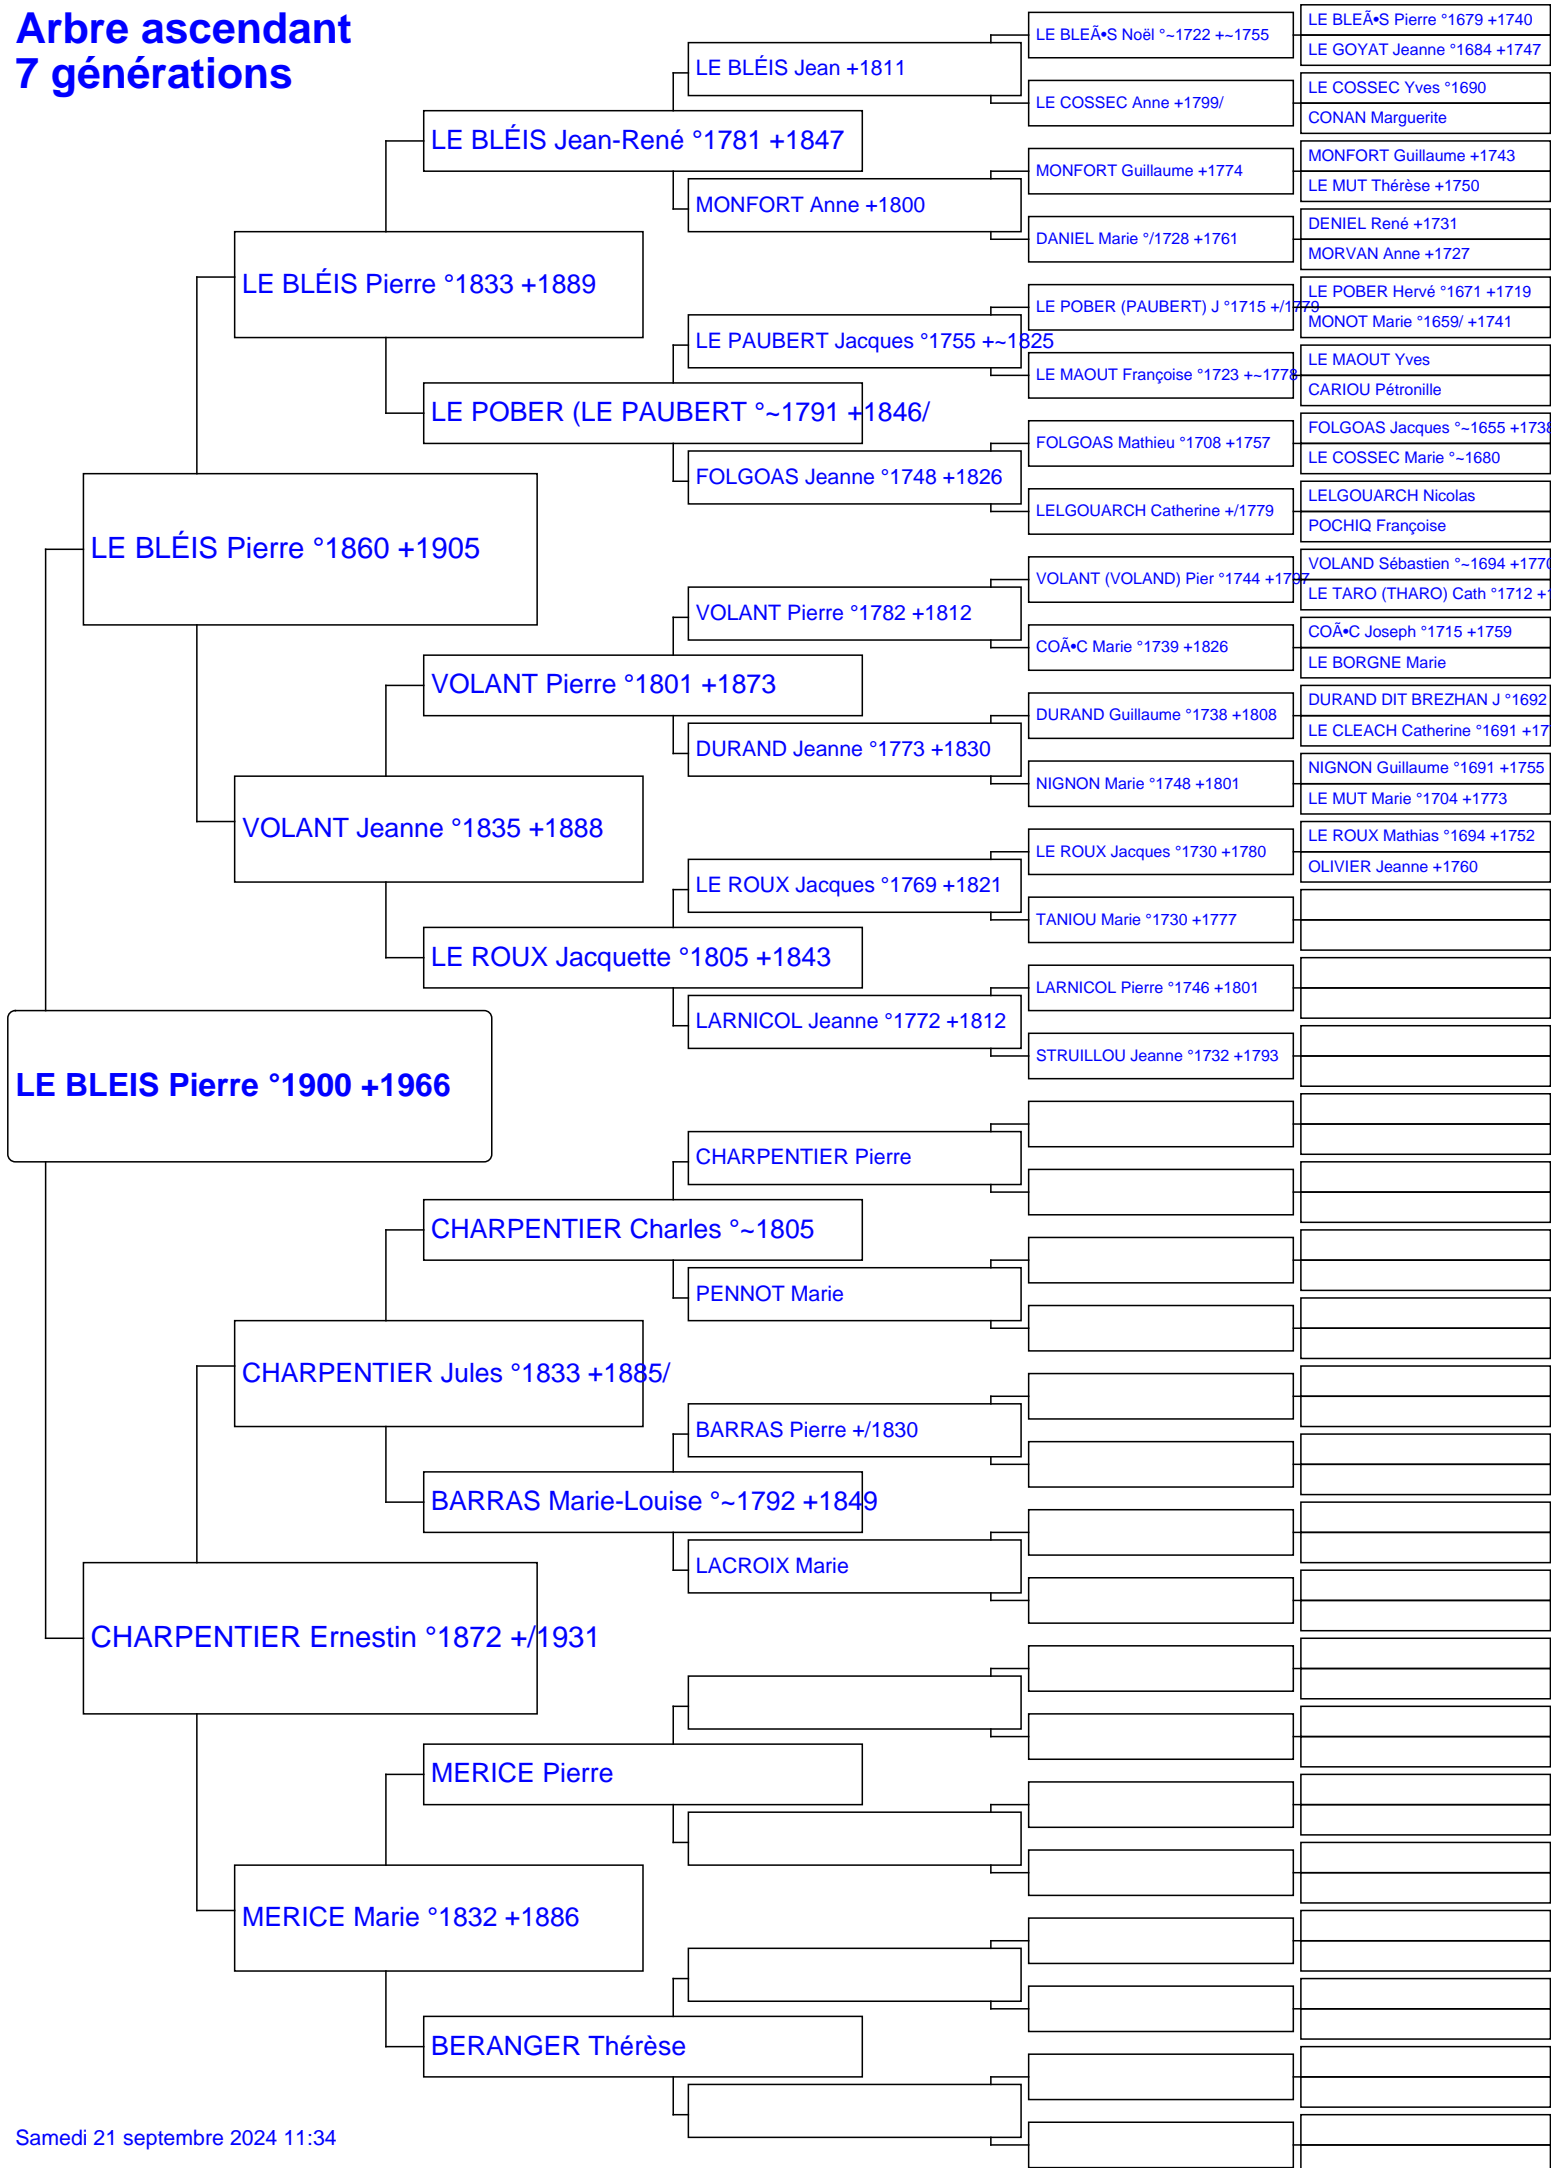 Arbre ascendant
7 générations
LE BLEIS Pierre °1900 +1966
LE BLÉIS Pierre °1860 +1905
CHARPENTIER Ernestin °1872 +/1931
LE BLÉIS Pierre °1833 +1889
VOLANT Jeanne °1835 +1888
CHARPENTIER Jules °1833 +1885/
MERICE Marie °1832 +1886
LE BLÉIS Jean-René °1781 +1847
LE POBER (LE PAUBERT °~1791 +1846/
VOLANT Pierre °1801 +1873
LE ROUX Jacquette °1805 +1843
CHARPENTIER Charles °~1805
BARRAS Marie-Louise °~1792 +1849
MERICE Pierre
BERANGER Thérèse
LE BLÉIS Jean +1811
MONFORT Anne +1800
LE PAUBERT Jacques °1755 +~1825
FOLGOAS Jeanne °1748 +1826
VOLANT Pierre °1782 +1812
DURAND Jeanne °1773 +1830
LE ROUX Jacques °1769 +1821
LARNICOL Jeanne °1772 +1812
CHARPENTIER Pierre
PENNOT Marie
BARRAS Pierre +/1830
LACROIX Marie
LE BLEÃ•S Noël °~1722 +~1755
LE COSSEC Anne +1799/
MONFORT Guillaume +1774
DANIEL Marie °/1728 +1761
LE POBER (PAUBERT) J °1715 +/1779
LE MAOUT Françoise °1723 +~1778
FOLGOAS Mathieu °1708 +1757
LELGOUARCH Catherine +/1779
VOLANT (VOLAND) Pier °1744 +1797
COÃ•C Marie °1739 +1826
DURAND Guillaume °1738 +1808
NIGNON Marie °1748 +1801
LE ROUX Jacques °1730 +1780
TANIOU Marie °1730 +1777
LARNICOL Pierre °1746 +1801
STRUILLOU Jeanne °1732 +1793
LE BLEÃ•S Pierre °1679 +1740
LE GOYAT Jeanne °1684 +1747
LE COSSEC Yves °1690
CONAN Marguerite
MONFORT Guillaume +1743
LE MUT Thérèse +1750
DENIEL René +1731
MORVAN Anne +1727
LE POBER Hervé °1671 +1719
MONOT Marie °1659/ +1741
LE MAOUT Yves
CARIOU Pétronille
FOLGOAS Jacques °~1655 +1738
LE COSSEC Marie °~1680
LELGOUARCH Nicolas
POCHIQ Françoise
VOLAND Sébastien °~1694 +1770
LE TARO (THARO) Cath °1712 +1
COÃ•C Joseph °1715 +1759
LE BORGNE Marie
DURAND DIT BREZHAN J °1692
LE CLEACH Catherine °1691 +17
NIGNON Guillaume °1691 +1755
LE MUT Marie °1704 +1773
LE ROUX Mathias °1694 +1752
OLIVIER Jeanne +1760
Samedi 21 septembre 2024 11:34